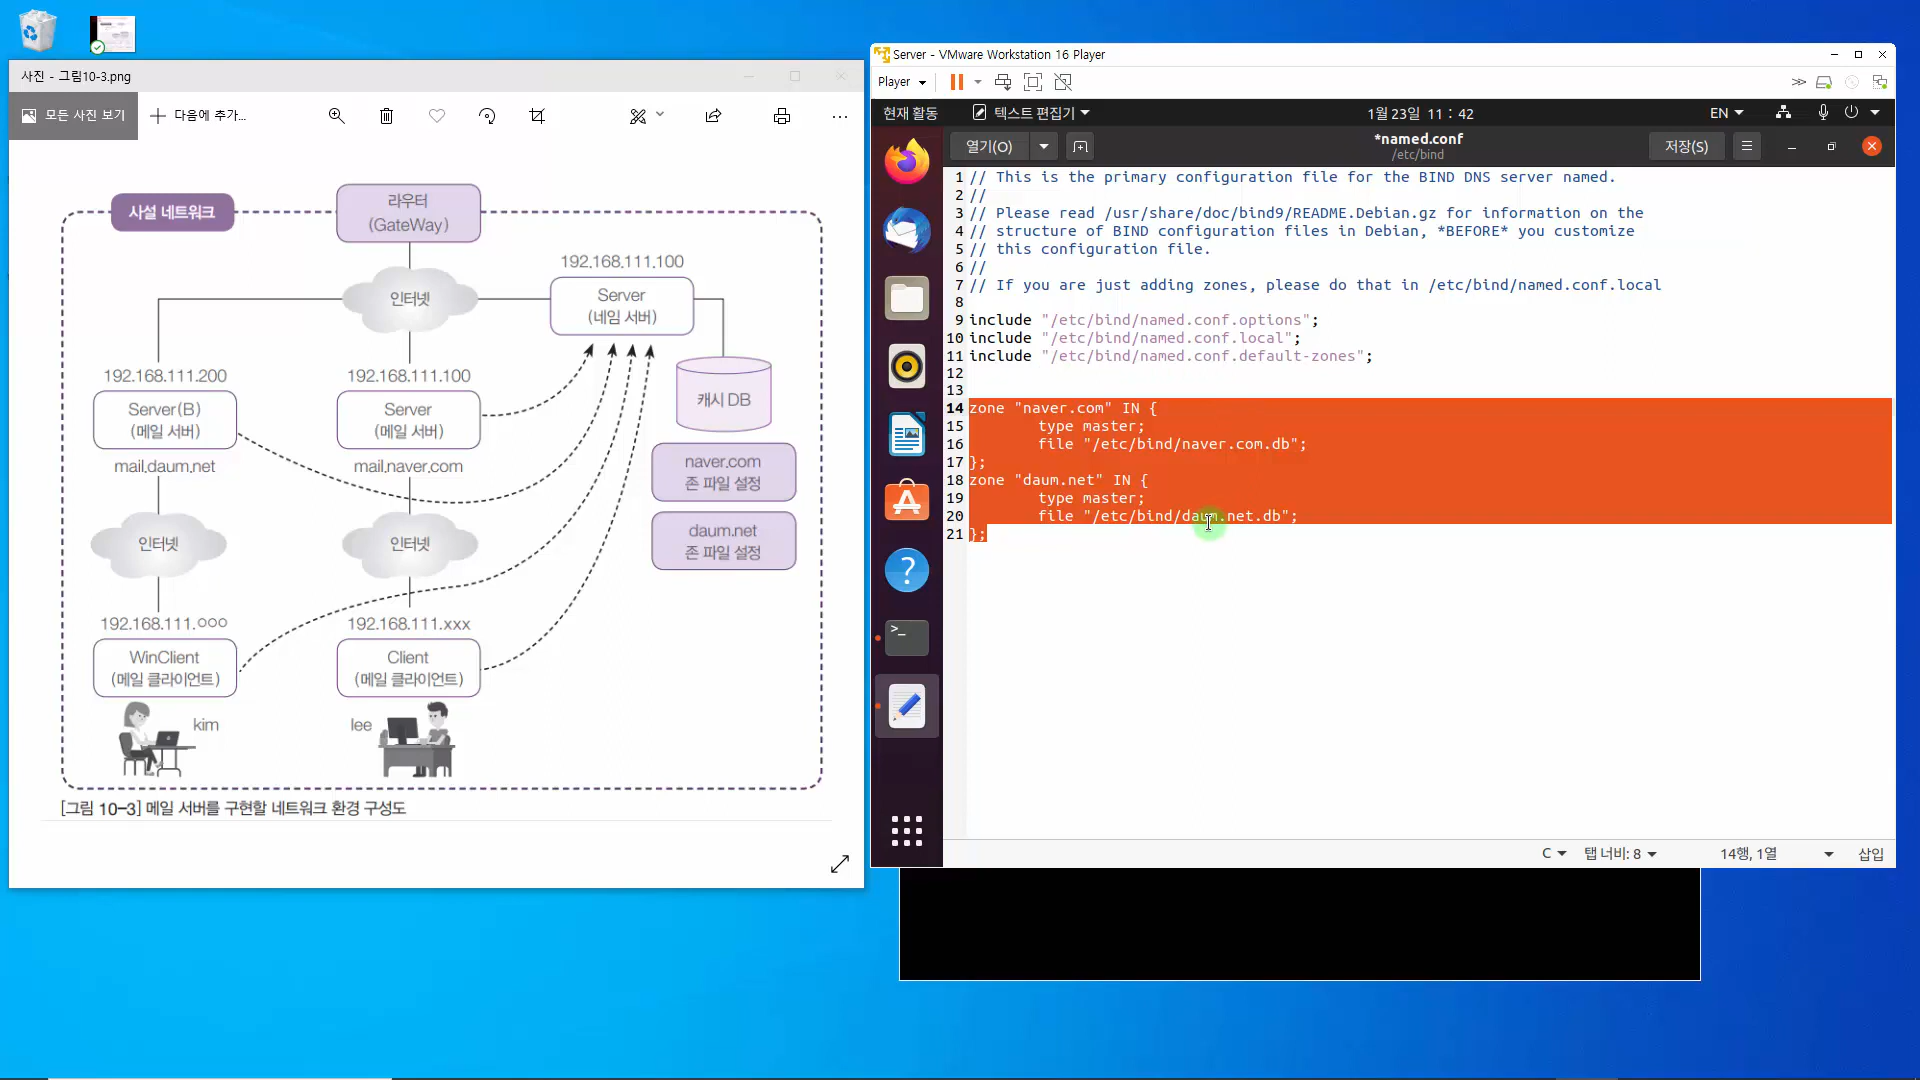 사진 - 그림10-3.png
모든 사진 보기
다음에 추가...
사설 네트워크
라우터
(GateWay)
인터넷
192.168.111.100
Server
(네임 서버)
캐시 DB
naver.com
존 파일 설정
daum.net
존 파일 설정
192.168.111.200
Server(B)
(메일 서버)
mail.daum.net
192.168.111.100
Server
(메일 서버)
mail.naver.com
인터넷
인터넷
192.168.111.○○○
WinClient
(메일 클라이언트)
kim
192.168.111.xxx
Client
(메일 클라이언트)
lee
[그림 10-3] 메일 서버를 구현할 네트워크 환경 구성도
Server - VMware Workstation 16 Player
Player
현재 활동
텍스트 편집기
1월 23일 11 : 42
EN
열기(O)
*named.conf
/etc/bind
저장(S)
1 // This is the primary configuration file for the BIND DNS server named.
2 //
3 // Please read /usr/share/doc/bind9/README.Debian.gz for information on the
4 // structure of BIND configuration files in Debian, *BEFORE* you customize
5 // this configuration file.
6 //
7 // If you are just adding zones, please do that in /etc/bind/named.conf.local
8
9 include "/etc/bind/named.conf.options";
10 include "/etc/bind/named.conf.local";
11 include "/etc/bind/named.conf.default-zones";
12
13
14 zone "naver.com" IN {
15 type master;
16 file "/etc/bind/naver.com.db";
17 };
18 zone "daum.net" IN {
19 type master;
20 file "/etc/bind/daum.net.db";
21 };
C
탭 너비: 8
14행, 1열
삽입